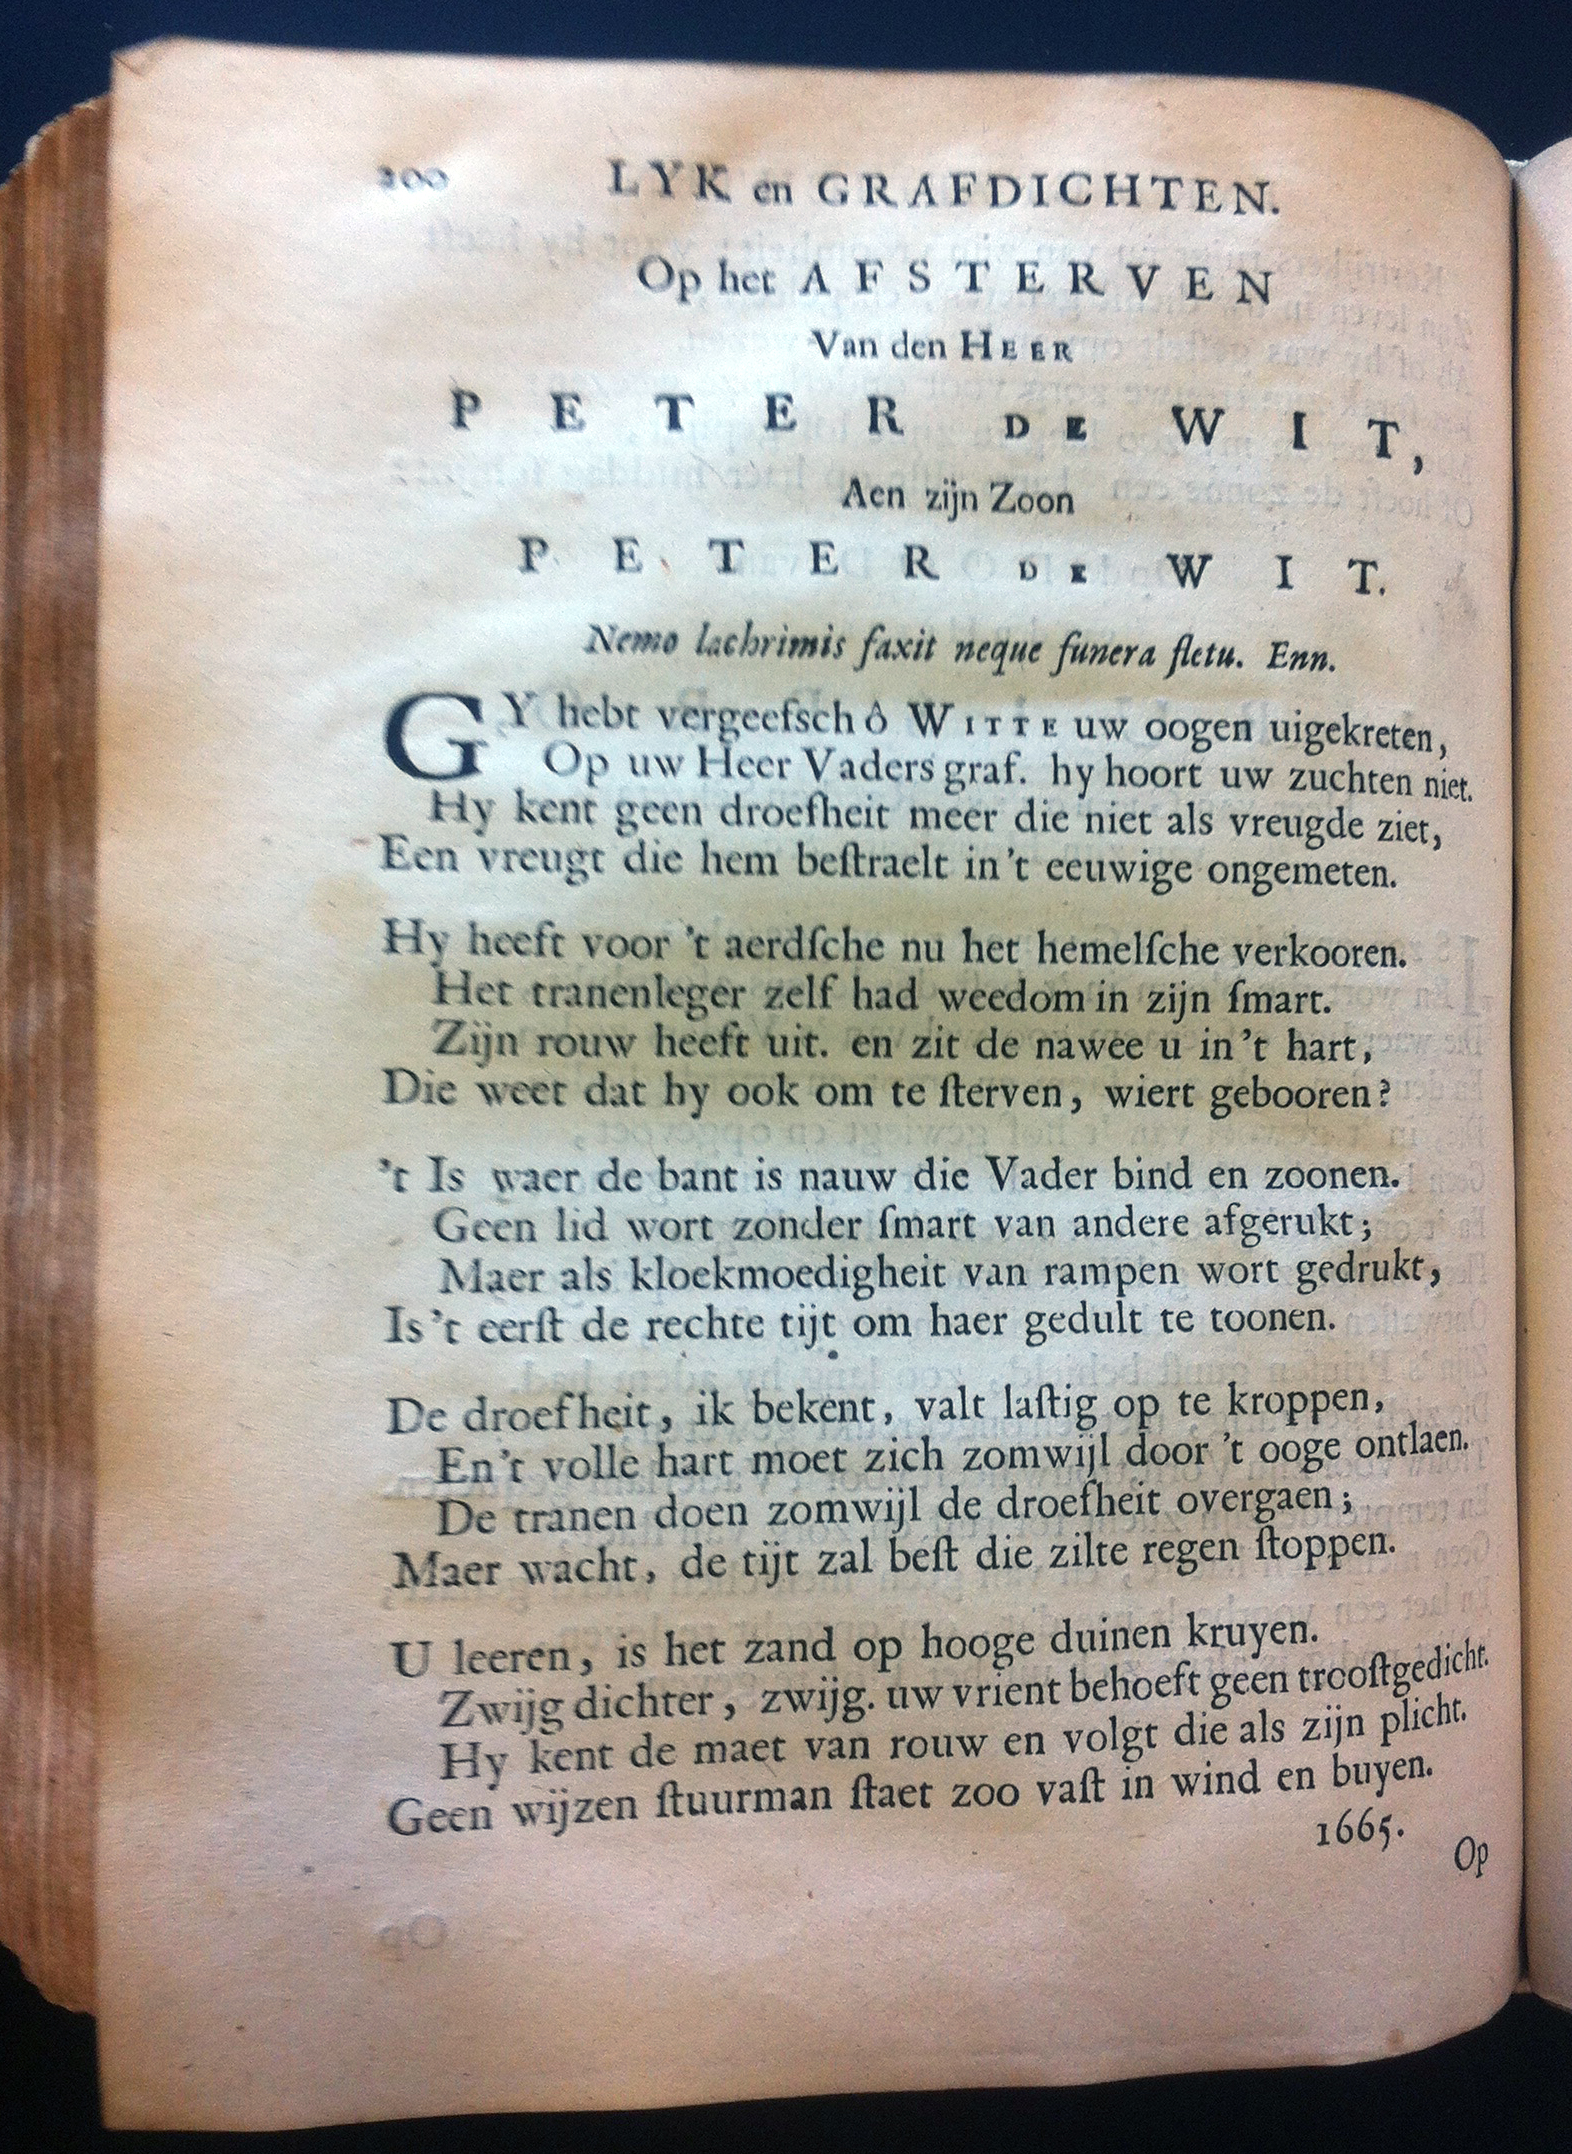 200 LYK en GRAFDICHTEN.
Op het AFSTERVEN
Van den HEER
PETER DE WIT,
Aen zijn Zoon
PETER DE WIT.
Nemo lachrimis faxit neque funera fletu. Enn.
GY hebt vergeefsch ô WITTE uw oogen uigekreten,
Op uw Heer Vaders graf. hy hoort uw zuchten niet.
Hy kent geen droefheit meer die niet als vreugde ziet,
Een vreugt die hem beſtraelt in 't eeuwige ongemeten.
Hy heeft voor 't aerdſche nu het hemelſche verkooren.
Het tranenleger zelf had weedom in zijn ſmart.
Zijn rouw heeft uit. en zit de nawee u in 't hart,
Die weet dat hy ook om te ſterven, wiert gebooren?
't Is waer de bant is nauw die Vader bind en zoonen.
Geen lid wort zonder ſmart van andere afgerukt;
Maer als kloekmoedigheit van rampen wort gedrukt,
Is 't eerſt de rechte tijt om haer gedult te toonen.
De droefheit, ik bekent, valt laſtig op te kroppen,
En 't volle hart moet zich zomwijl door 't ooge ontlaen.
De tranen doen zomwijl de droefheit overgaen;
Maer wacht, de tijt zal beſt die zilte regen ſtoppen.
U leeren, is het zand op hooge duinen kruyen.
Zwijg dichter, zwijg. uw vrient behoeft geen trooſtgedicht.
Hy kent de maet van rouw en volgt die als zijn plicht.
Geen wijzen ſtuurman ſtaet zoo vaſt in wind en buyen.
1665.
Op